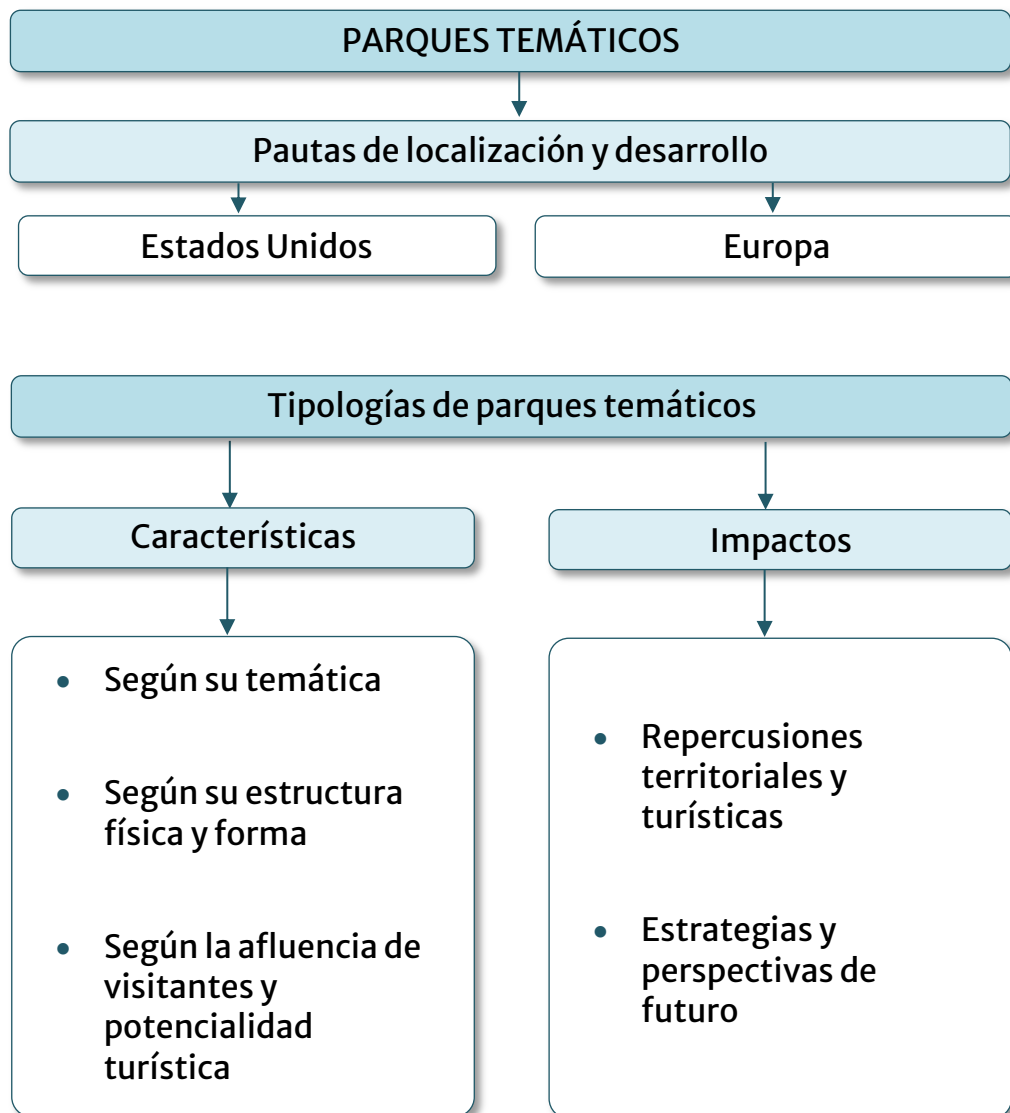 PARQUES TEMÁTICOS
Pautas de localización y desarrollo
Estados Unidos
Europa
Tipologías de parques temáticos
Características
Impactos
• Según su temática
• Según su estructura
física y forma
• Según la afluencia de
visitantes y
potencialidad
turística
• Repercusiones
territoriales y
turísticas
• Estrategias y
perspectivas de
futuro